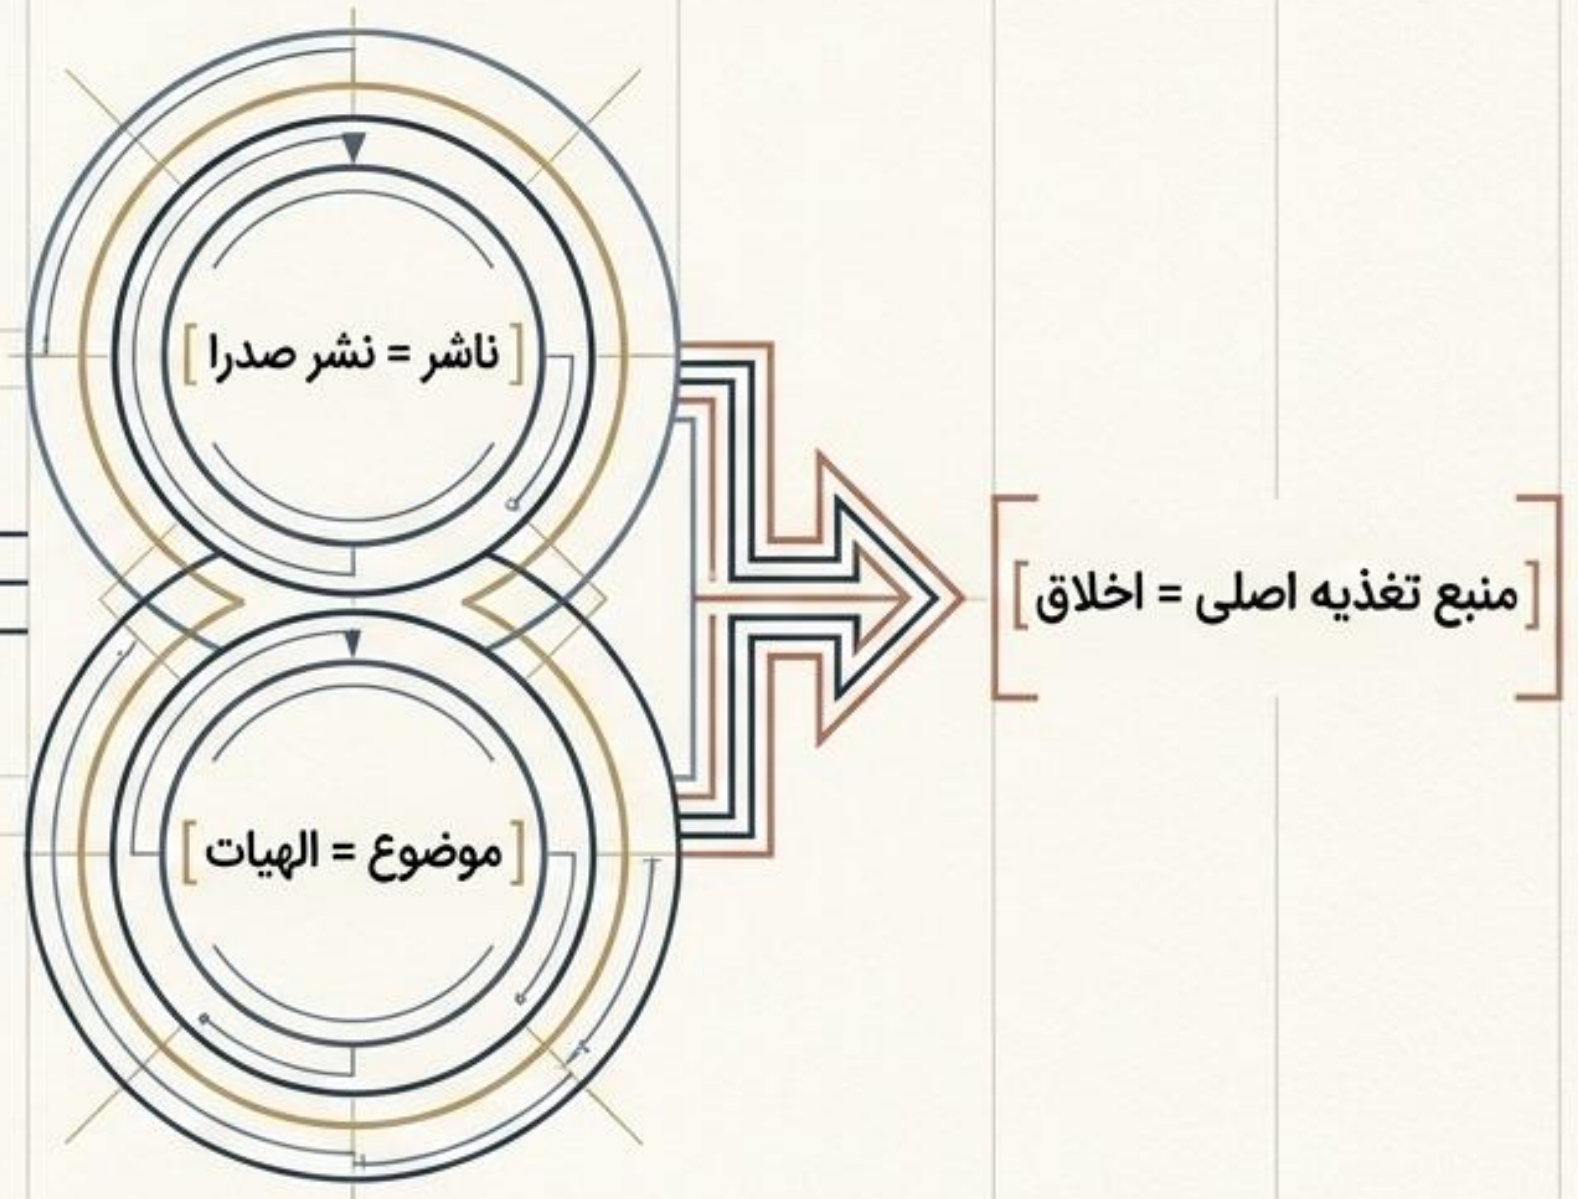 [ناشر = نشر صدرا]
[منبع تغذیه اصلی = اخلاق]
[موضوع = الهیات]